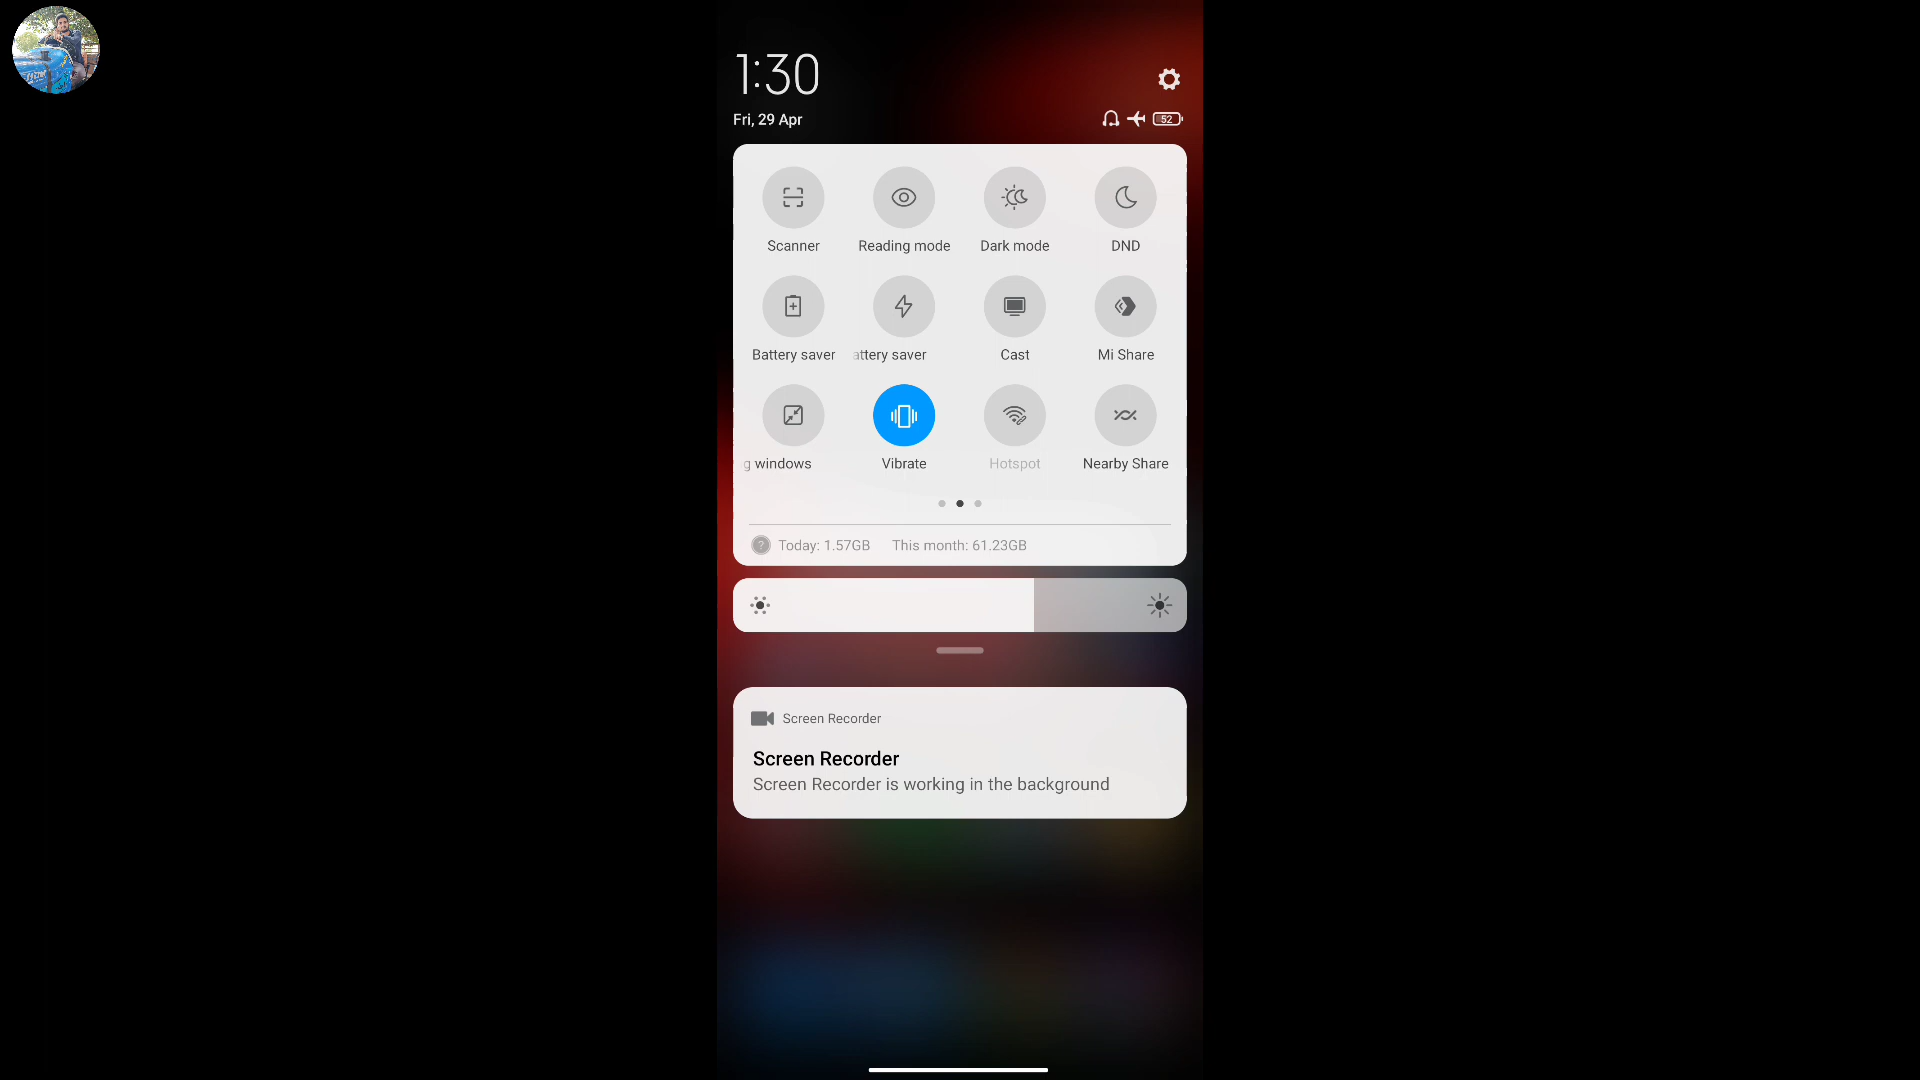 1:30
Fri, 29 Apr
52
Scanner
Reading mode
Dark mode
DND
Battery saver
attery saver
Cast
Mi Share
g windows
Vibrate
Hotspot
Nearby Share
? Today: 1.57GB This month: 61.23GB
Screen Recorder
Screen Recorder
Screen Recorder is working in the background